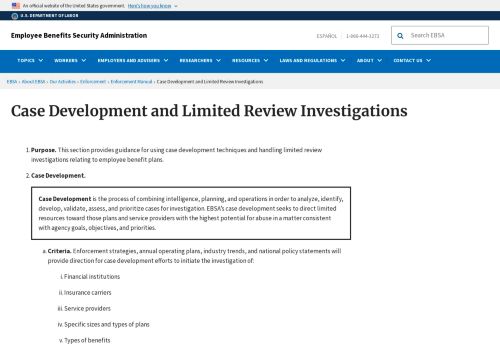 An official website of the United States government. Here's how you know
U.S. DEPARTMENT OF LABOR
Employee Benefits Security Administration
ESPAÑOL | 1-866-444-3272
Search EBSA
TOPICS WORKERS EMPLOYERS AND ADVISERS RESEARCHERS RESOURCES LAWS AND REGULATIONS ABOUT CONTACT US
EBSA › About EBSA › Our Activities › Enforcement › Enforcement Manual › Case Development and Limited Review Investigations
Case Development and Limited Review Investigations
1. Purpose. This section provides guidance for using case development techniques and handling limited review
investigations relating to employee benefit plans.
2. Case Development.
Case Development is the process of combining intelligence, planning, and operations in order to analyze, identify,
develop, validate, assess, and prioritize cases for investigation. EBSA's case development seeks to direct limited
resources toward those plans and service providers with the highest potential for abuse in a matter consistent
with agency goals, objectives, and priorities.
a. Criteria. Enforcement strategies, annual operating plans, industry trends, and national policy statements will
provide direction for case development efforts to initiate the investigation of:
i. Financial institutions
ii. Insurance carriers
iii. Service providers
iv. Specific sizes and types of plans
v. Types of benefits